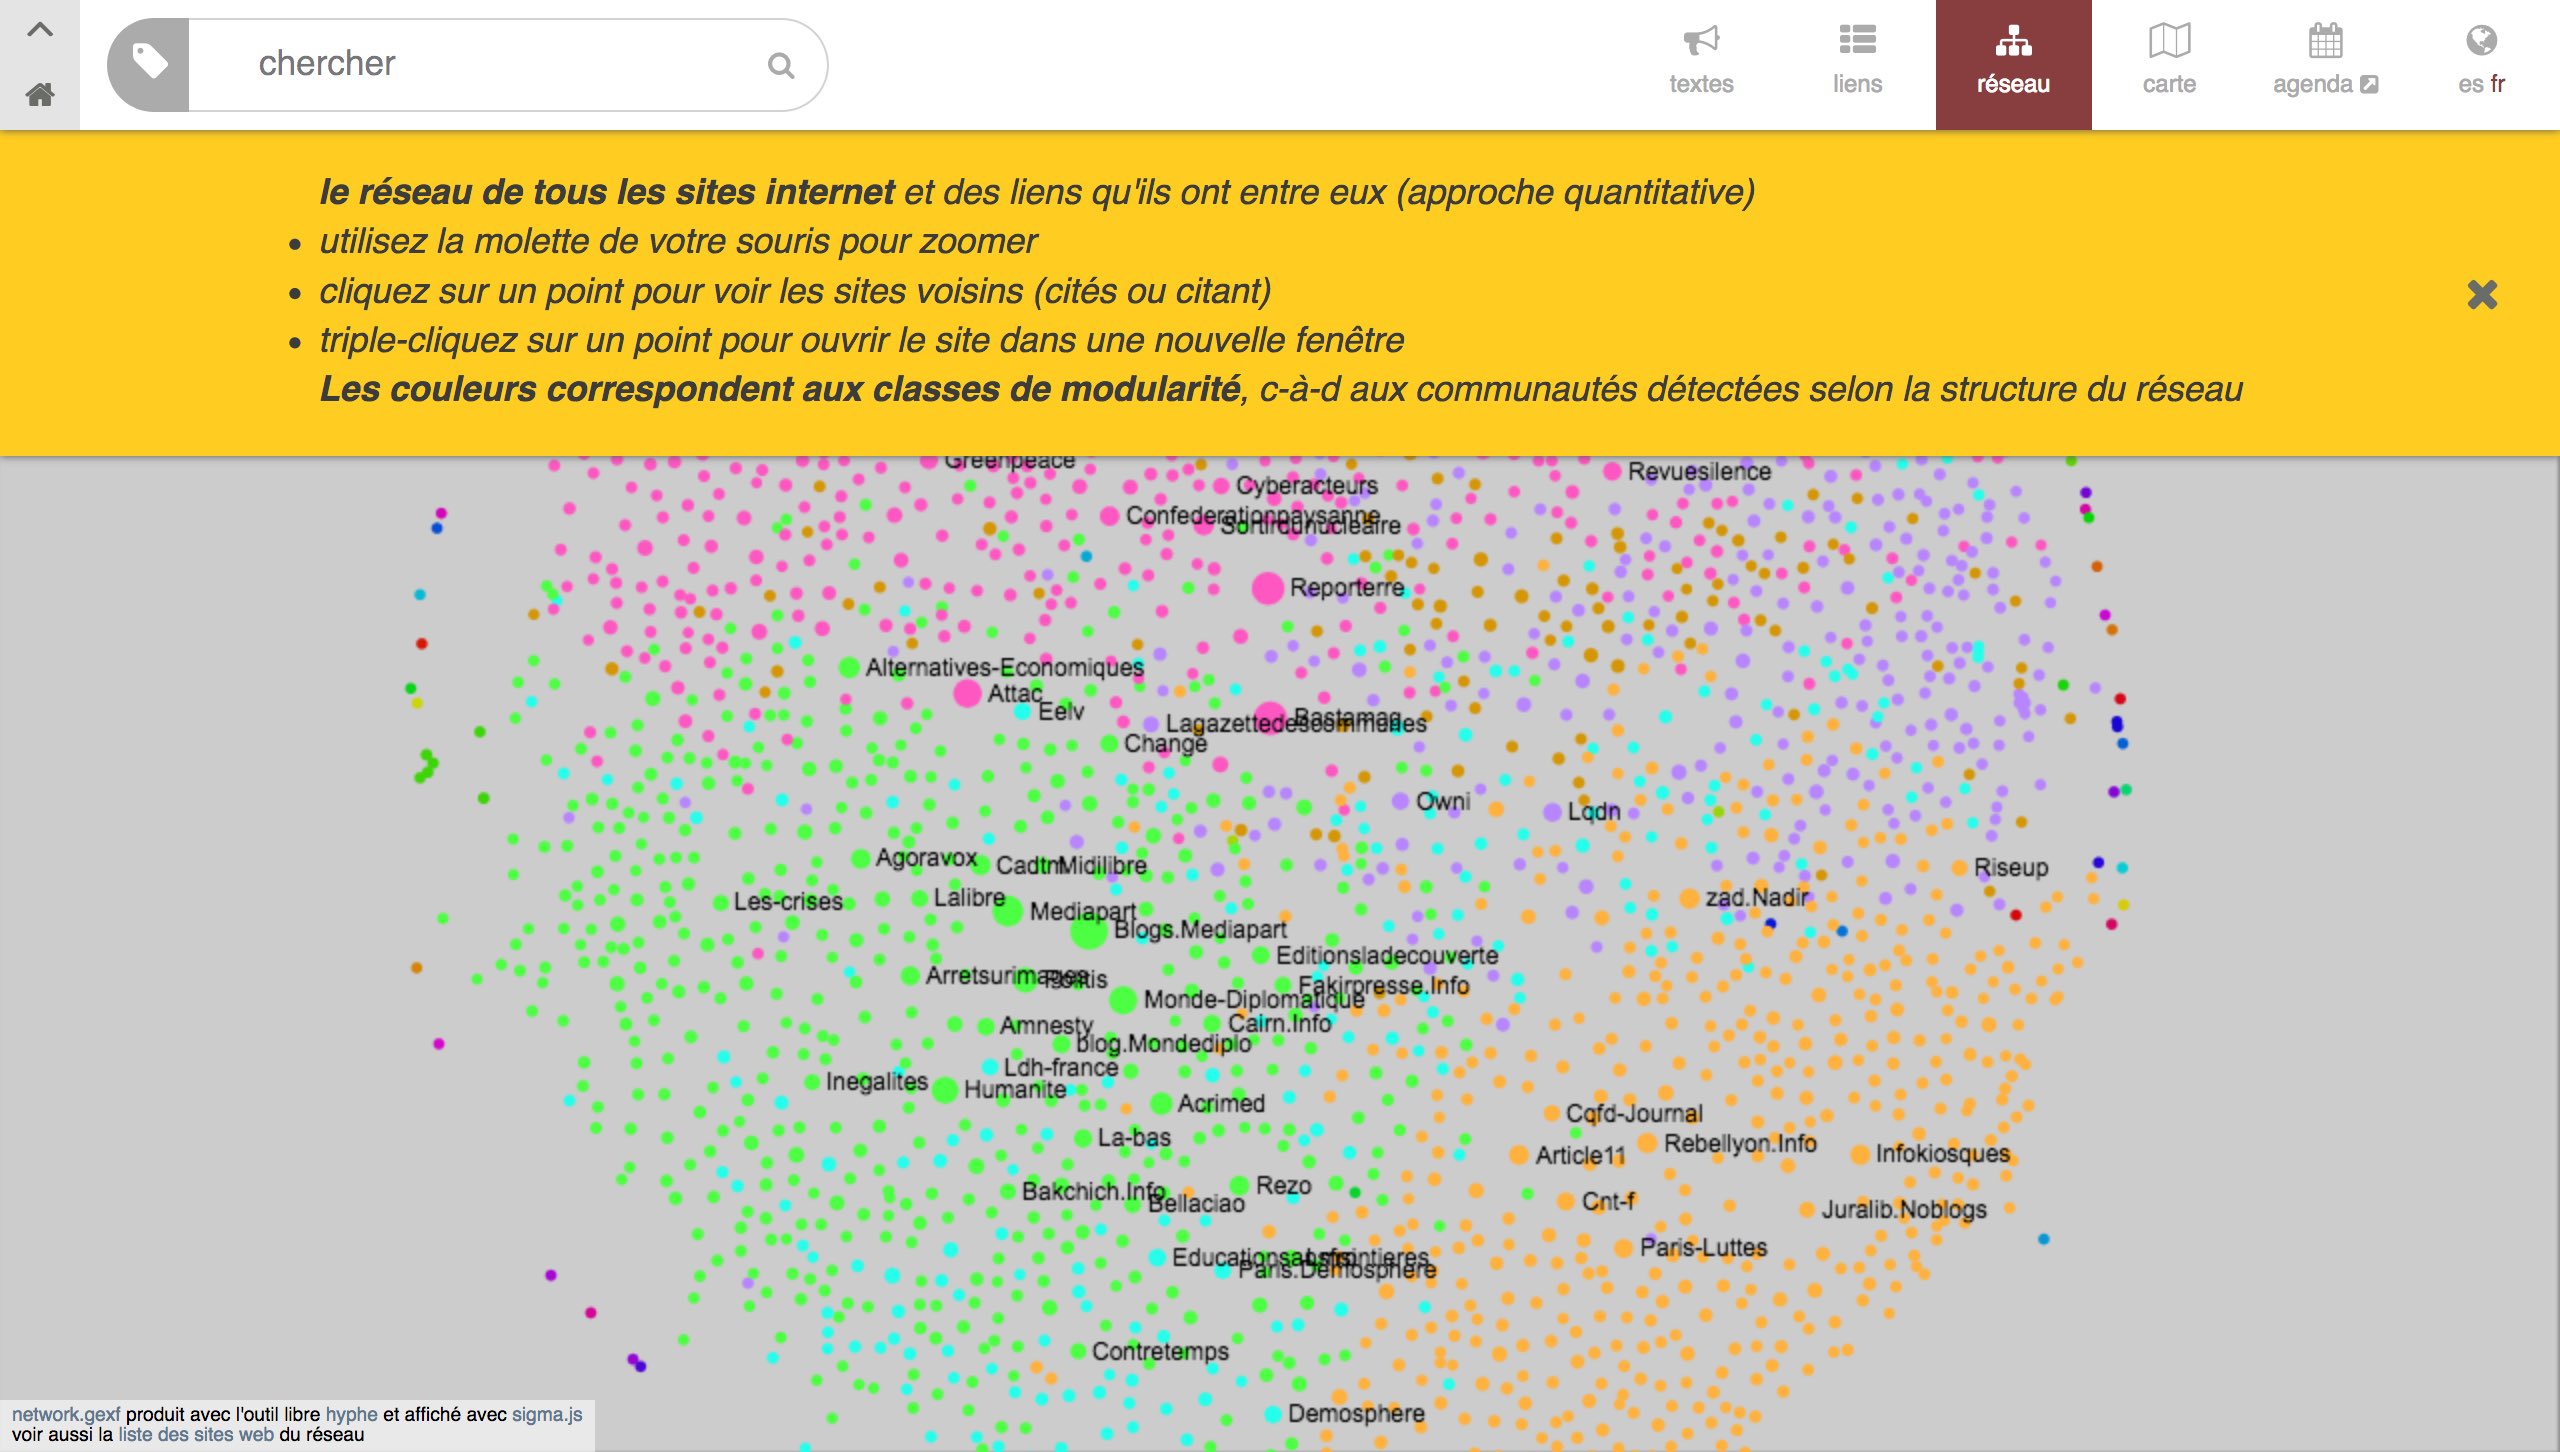 chercher
textes
liens
réseau
carte
agenda
es fr
le réseau de tous les sites internet et des liens qu'ils ont entre eux (approche quantitative)
utilisez la molette de votre souris pour zoomer
cliquez sur un point pour voir les sites voisins (cités ou citant)
triple-cliquez sur un point pour ouvrir le site dans une nouvelle fenêtre
Les couleurs correspondent aux classes de modularité, c-à-d aux communautés détectées selon la structure du réseau
Greenpeace
Revuesilence
Cyberacteurs
Confederationpaysanne
Sortirdunucleaire
Reporterre
Alternatives-Economiques
Attac
Eelv
Bastamag
Lagazettedescommunes
Change
Owni
Lqdn
Agoravox
Cadtm
Midilibre
Riseup
Les-crises
Lalibre
zad.Nadir
Mediapart
Blogs.Mediapart
Editionsladecouverte
Arretsurimages
Fakirpresse.Info
Monde-Diplomatique
Cairn.Info
Amnesty
blog.Mondediplo
Ldh-france
Inegalites
Humanite
Acrimed
Cqfd-Journal
La-bas
Rebellyon.Info
Article11
Infokiosques
Rezo
Bakchich.Info
Bellaciao
Cnt-f
Juralib.Noblogs
Paris-Luttes
Educationsansfrontieres
Paris.Demosphere
Contretemps
Demosphere
network.gexf produit avec l'outil libre hyphe et affiché avec sigma.js
voir aussi la liste des sites web du réseau